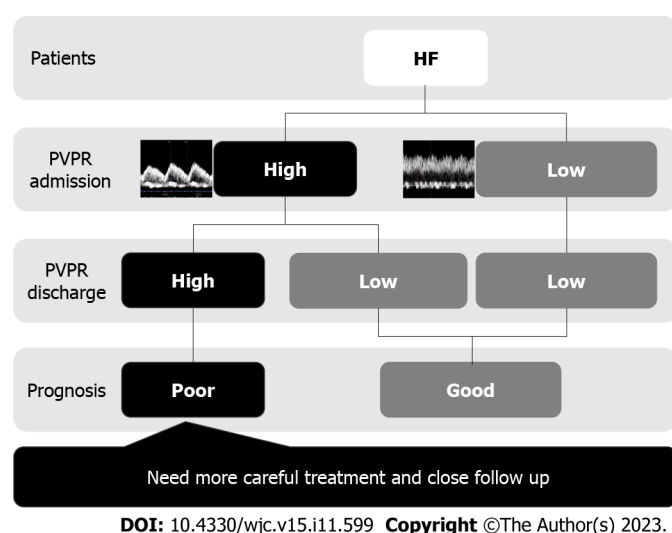 Patients
HF
PVPR
admission
High
Low
PVPR
discharge
High
Low
Low
Prognosis
Poor
Good
Need more careful treatment and close follow up
DOI: 10.4330/wjc.v15.i11.599 Copyright ©The Author(s) 2023.